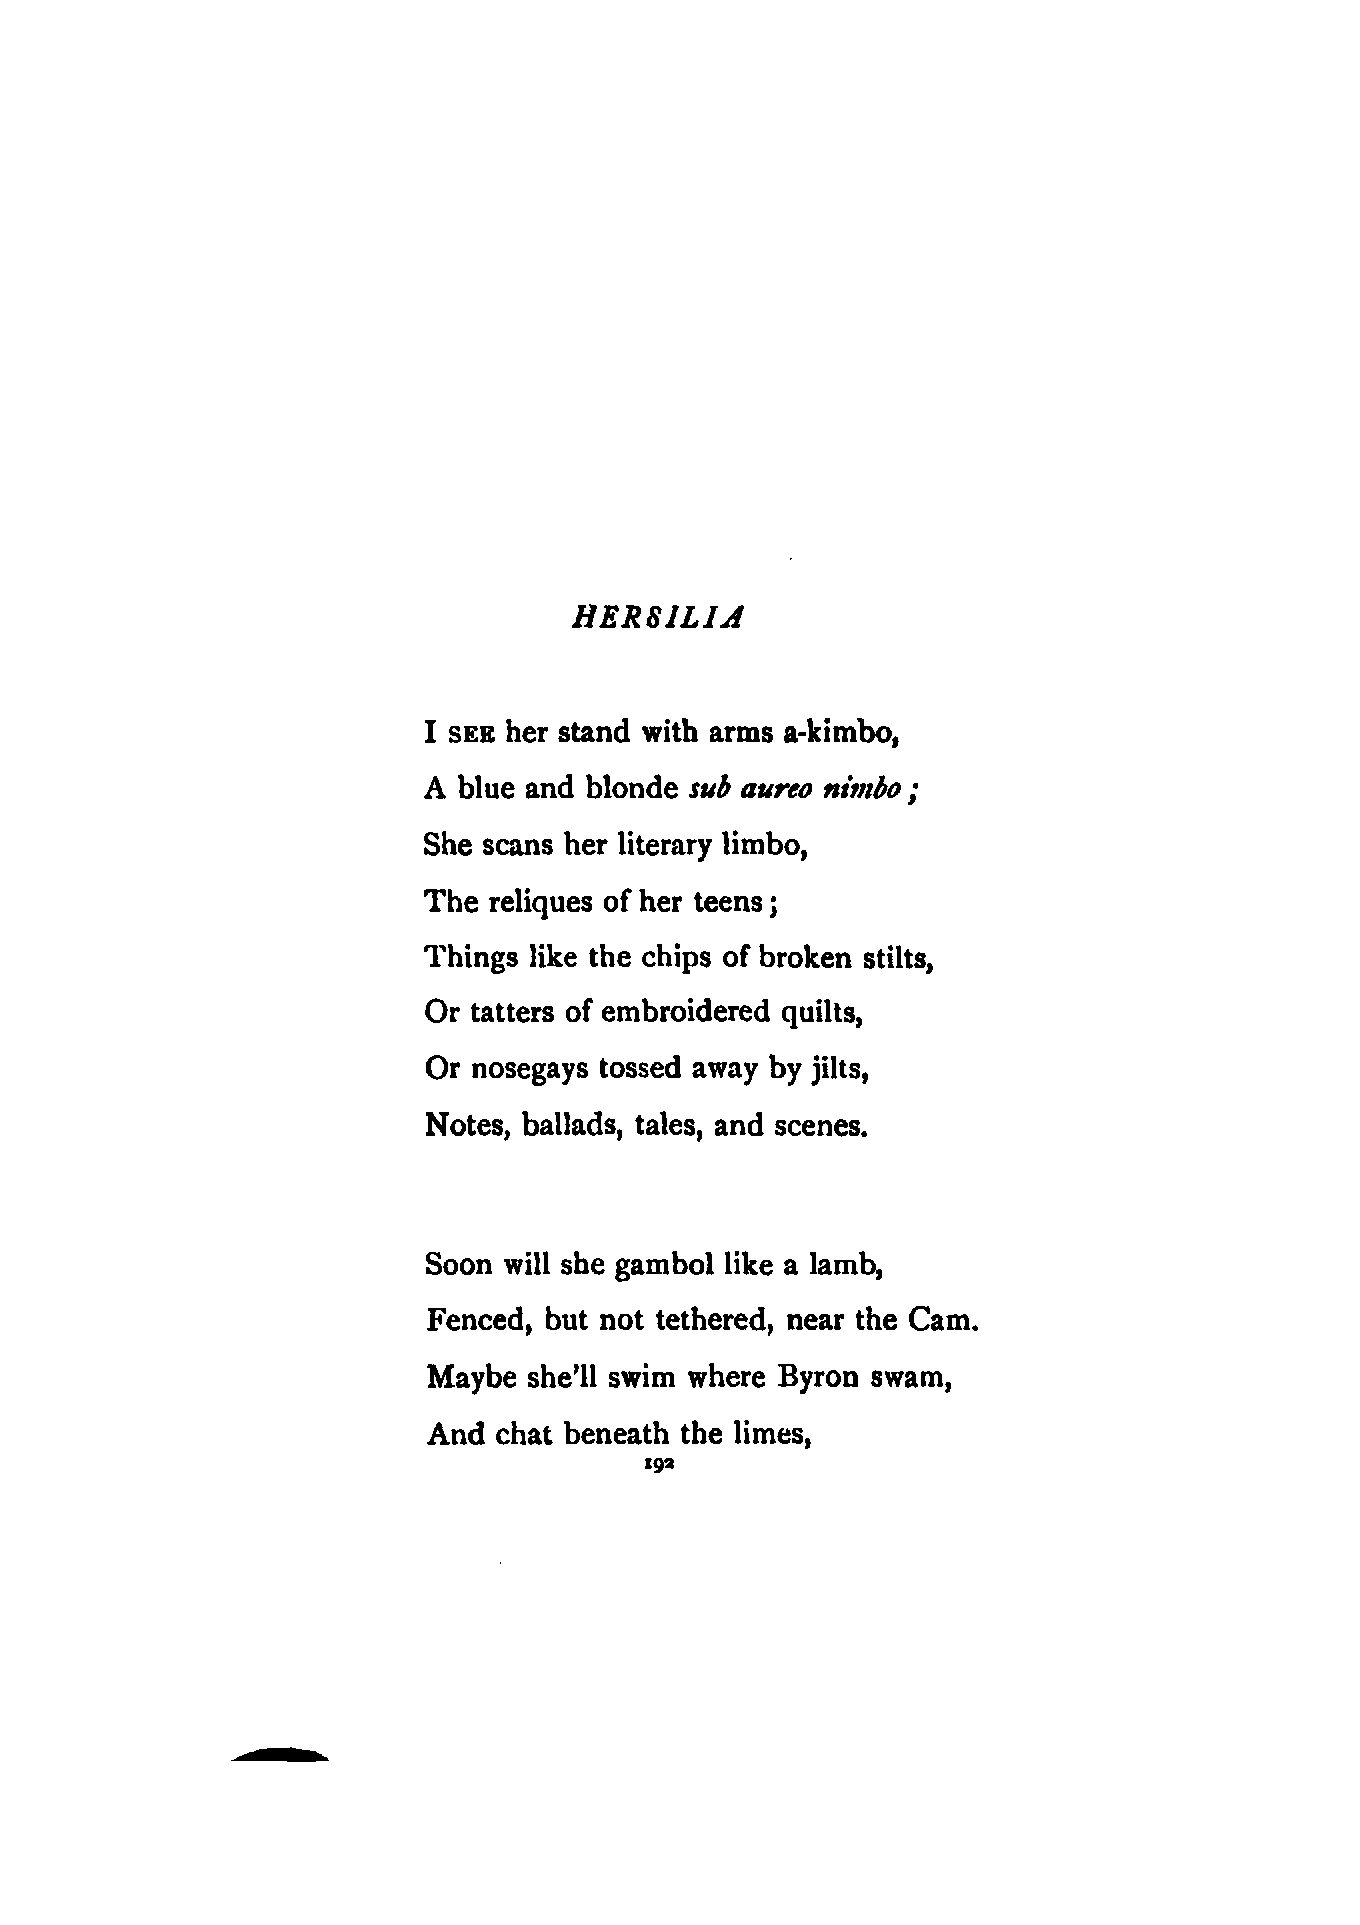 HERSILIA
I SEE her stand with arms a-kimbo,
A blue and blonde sub aureo nimbo;
She scans her literary limbo,
The reliques of her teens;
Things like the chips of broken stilts,
Or tatters of embroidered quilts,
Or nosegays tossed away by jilts,
Notes, ballads, tales, and scenes.
Soon will she gambol like a lamb,
Fenced, but not tethered, near the Cam.
Maybe she'll swim where Byron swam,
And chat beneath the limes,
192